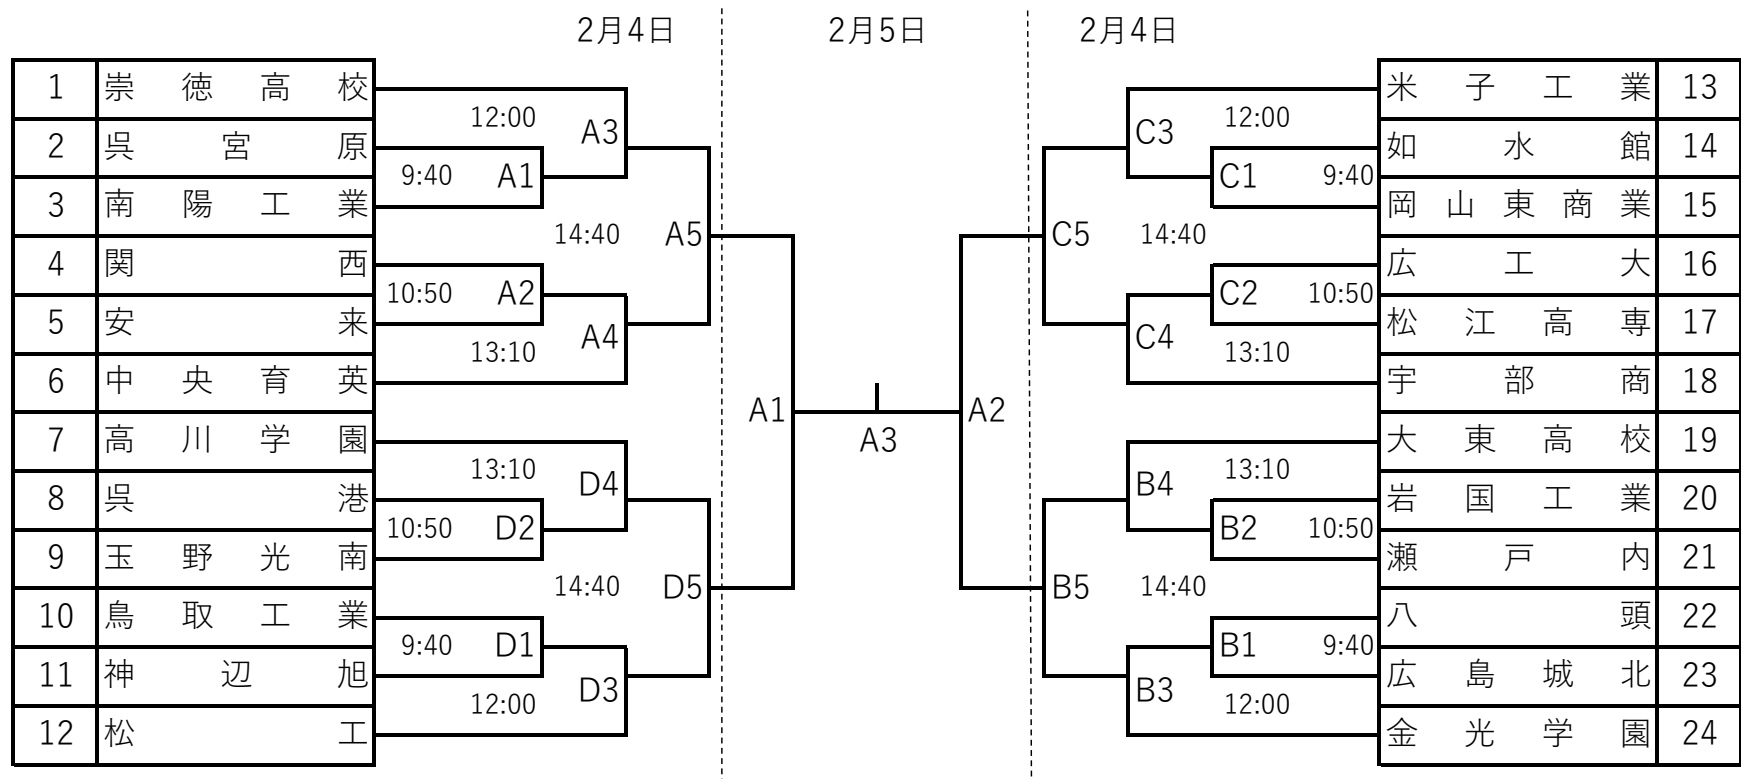 2月4日 2月5日 2月4日
1 崇徳高校 米子工業 13
12:00 A3 C3 12:00
2 呉宮原 如水館 14
9:40 A1 C1 9:40
3 南陽工業 岡山東商業 15
14:40 A5 C5 14:40
4 関西 広工大 16
10:50 A2 C2 10:50
5 安来 松江高専 17
13:10 A4 C4 13:10
6 中央育英 宇部商 18
A1 A2
A3
7 高川学園 大東高校 19
13:10 D4 B4 13:10
8 呉港 岩国工業 20
10:50 D2 B2 10:50
9 玉野光南 瀬戸内 21
14:40 D5 B5 14:40
10 鳥取工業 八頭 22
9:40 D1 B1 9:40
11 神辺旭 広島城北 23
12:00 D3 B3 12:00
12 松工 金光学園 24